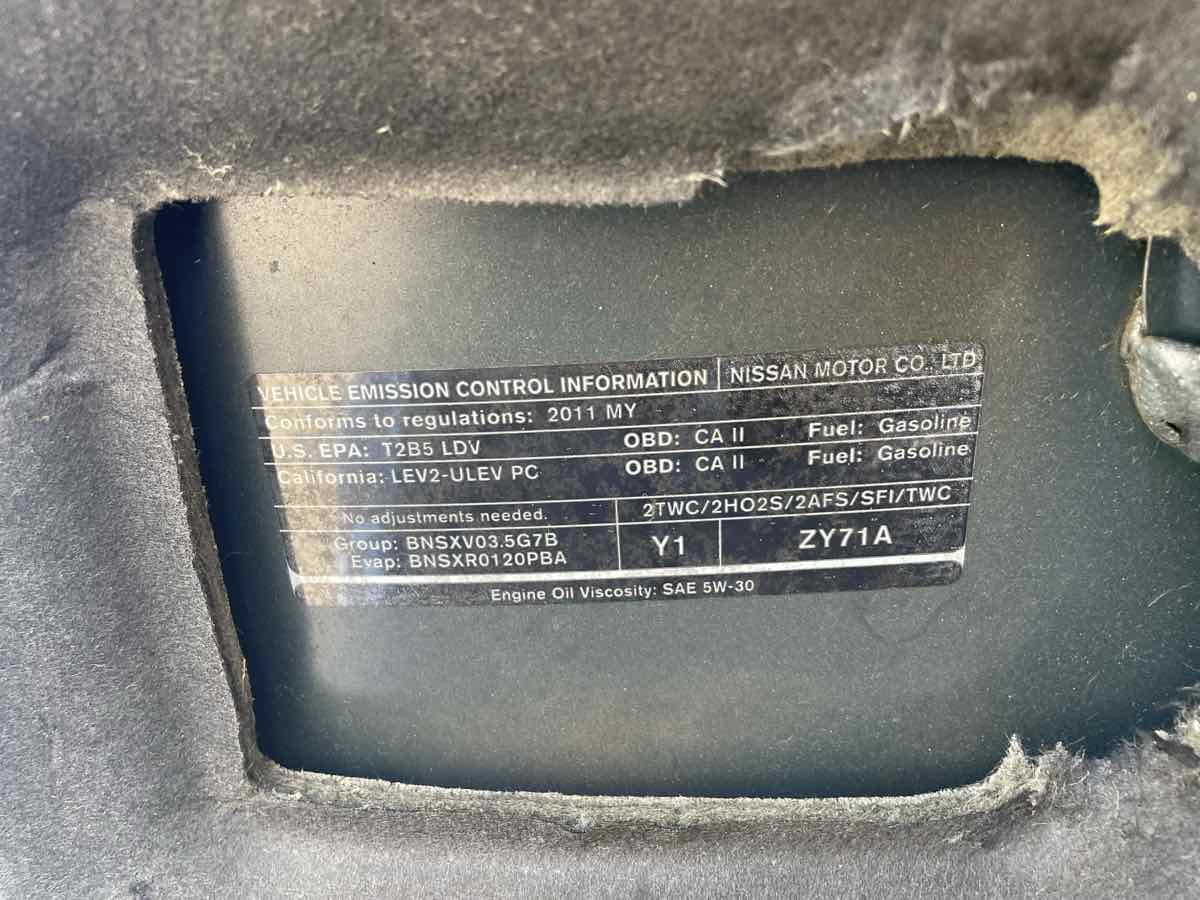 VEHICLE EMISSION CONTROL INFORMATION NISSAN MOTOR CO., LTD
Conforms to regulations: 2011 MY
U.S. EPA: T2B5 LDV OBD: CA II Fuel: Gasoline
California: LEV2-ULEV PC OBD: CA II Fuel: Gasoline
No adjustments needed. 2TWC/2HO2S/2AFS/SFI/TWC
Group: BNSXV03.5G7B
Evap: BNSXR0120PBA
Y1 ZY71A
Engine Oil Viscosity: SAE 5W-30